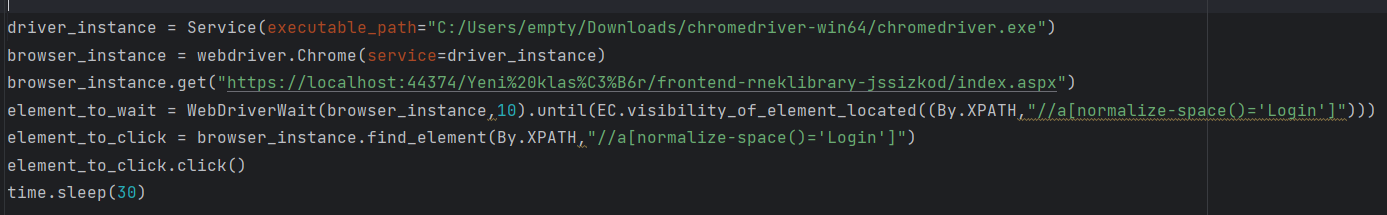 driver_instance = Service(executable_path="C:/Users/empty/Downloads/chromedriver-win64/chromedriver.exe")
browser_instance = webdriver.Chrome(service=driver_instance)
browser_instance.get("https://localhost:44374/Yeni%20klas%C3%B6r/frontend-rneklibrary-jssizkod/index.aspx")
element_to_wait = WebDriverWait(browser_instance,10).until(EC.visibility_of_element_located((By.XPATH,"//a[normalize-space()='Login']")))
element_to_click = browser_instance.find_element(By.XPATH,"//a[normalize-space()='Login']")
element_to_click.click()
time.sleep(30)